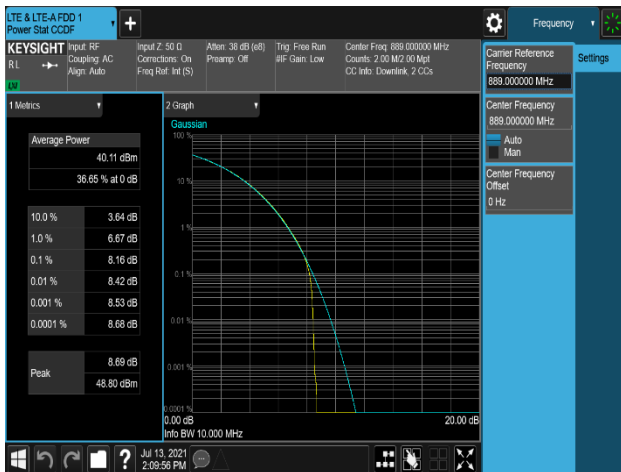 LTE & LTE-A FDD 1
Power Stat CCDF
Frequency
KEYSIGHT
R L
Input: RF
Coupling: AC
Align: Auto
Input Z: 50 Ω
Corrections: On
Freq Ref: Int (S)
Atten: 38 dB (e8)
Preamp: Off
Trig: Free Run
#IF Gain: Low
Center Freq: 889.000000 MHz
Counts: 2.00 M/2.00 Mpt
CC Info: Downlink, 2 CCs
Carrier Reference
Frequency
889.000000 MHz
Settings
Center Frequency
889.000000 MHz
Auto
Man
Center Frequency
Offset
0 Hz
1 Metrics
Average Power
40.11 dBm
36.65 % at 0 dB
10.0 % 3.64 dB
1.0 % 6.67 dB
0.1 % 8.16 dB
0.01 % 8.42 dB
0.001 % 8.53 dB
0.0001 % 8.68 dB
Peak
8.69 dB
48.80 dBm
2 Graph
Gaussian
100 %
10 %
1 %
0.1 %
0.01 %
0.001 %
0.0001 %
0.00 dB
20.00 dB
Info BW 10.000 MHz
?
Jul 13, 2021
2:09:56 PM